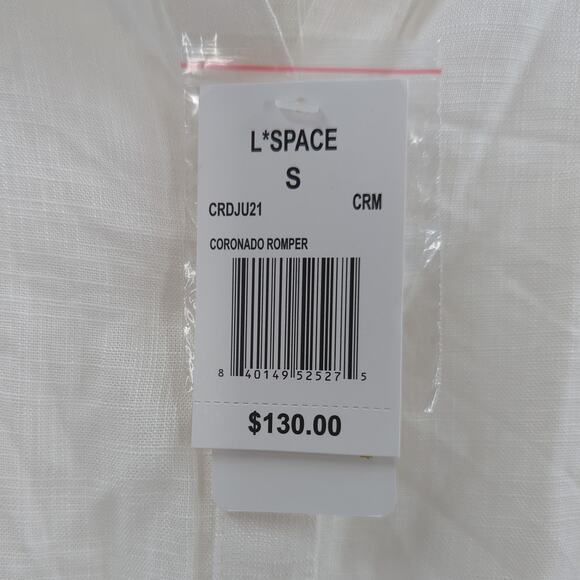 L*SPACE
S
CRDJU21 CRM
CORONADO ROMPER
8 40149 52527 5
$130.00